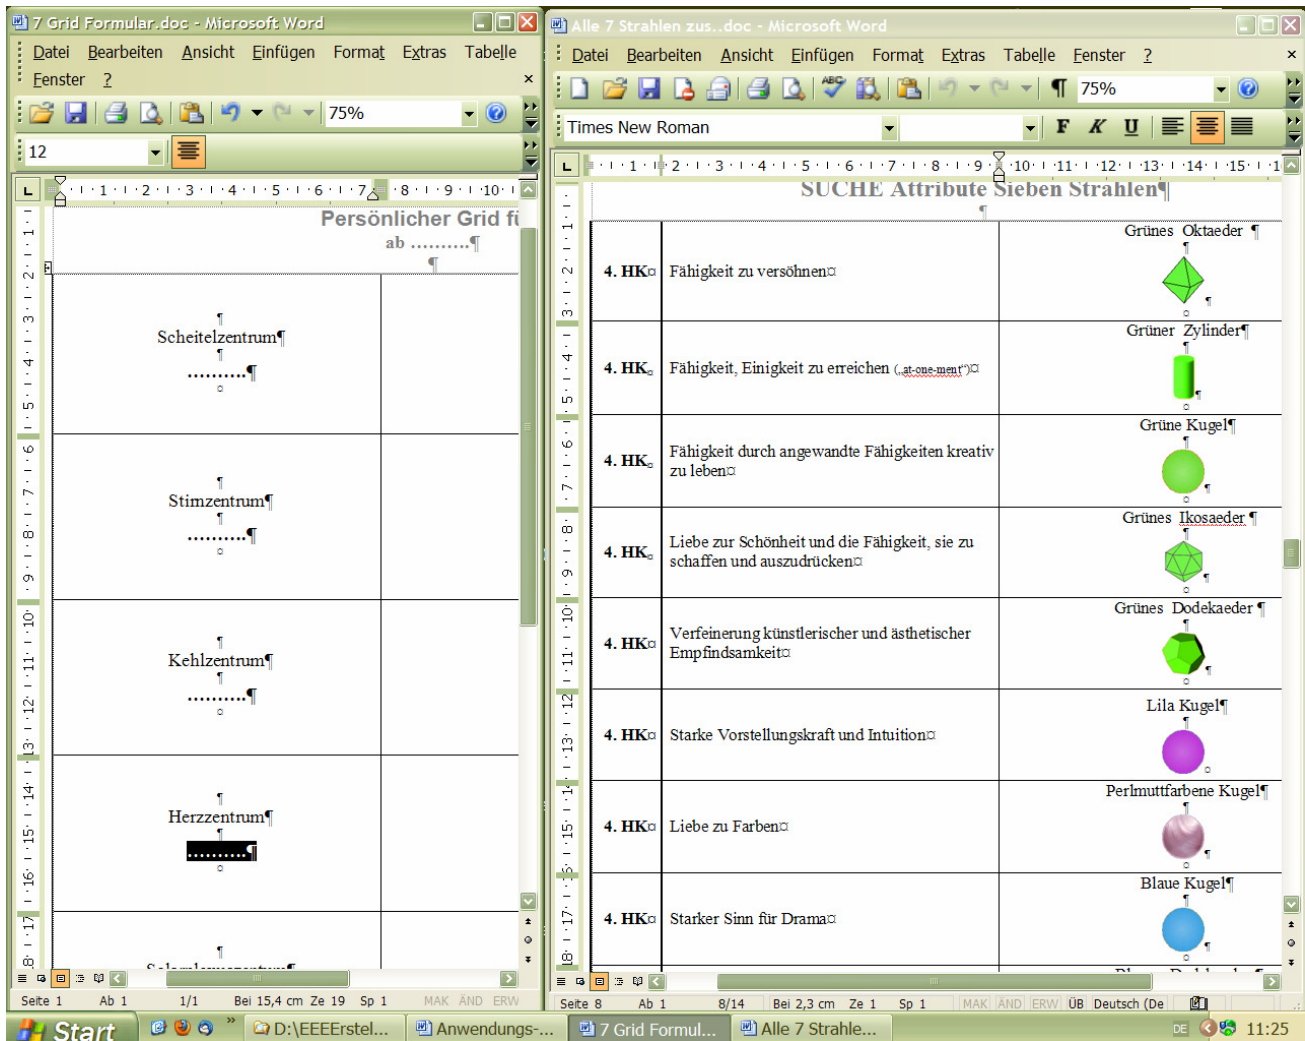 7 Grid Formular.doc - Microsoft Word
Datei Bearbeiten Ansicht Einfügen Format Extras Tabelle
Fenster ?
75%
12
Persönlicher Grid fü
ab ..........¶
¶
¶
Scheitelzentrum¶
¶
..........¶
¶
Stirnzentrum¶
¶
..........¶
¶
Kehlzentrum¶
¶
..........¶
¶
Herzzentrum¶
¶
..........¶
¶
Seite 1 Ab 1 1/1 Bei 15,4 cm Ze 19 Sp 1 MAK ÄND ERW
Alle 7 Strahlen zus..doc - Microsoft Word
Datei Bearbeiten Ansicht Einfügen Format Extras Tabelle Fenster ?
75%
Times New Roman
F K U
SUCHE Attribute Sieben Strahlen¶
¶
4. HK¤ Fähigkeit zu versöhnen¤ Grünes Oktaeder ¶
4. HK¤ Fähigkeit, Einigkeit zu erreichen („at-one-ment“)¤ Grüner Zylinder¶
4. HK¤ Fähigkeit durch angewandte Fähigkeiten kreativ
zu leben¤
Grüne Kugel¶
4. HK¤ Liebe zur Schönheit und die Fähigkeit, sie zu
schaffen und auszudrücken¤
Grünes Ikosaeder ¶
4. HK¤ Verfeinerung künstlerischer und ästhetischer
Empfindsamkeit¤
Grünes Dodekaeder ¶
4. HK¤ Starke Vorstellungskraft und Intuition¤ Lila Kugel¶
4. HK¤ Liebe zu Farben¤ Perlmuttfarbene Kugel¶
4. HK¤ Starker Sinn für Drama¤ Blaue Kugel¶
Seite 8 Ab 1 8/14 Bei 2,3 cm Ze 1 Sp 1 MAK ÄND ERW ÜB Deutsch (De
Start D:\EEEErstel... Anwendungs-... 7 Grid Formul... Alle 7 Strahle... DE 11:25